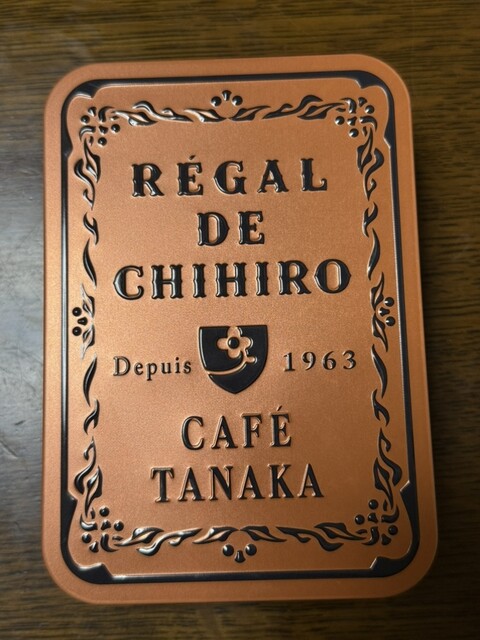 RÉGAL
DE
CHIHIRO
Depuis 1963
CAFÉ
TANAKA